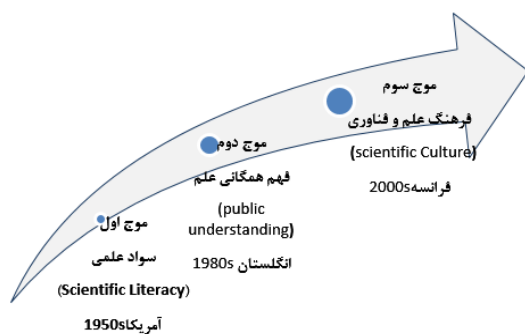 موج اول
سواد علمی
(Scientific Literacy)
آمریکا1950s
موج دوم
فهم همگانی علم
(public
understanding)
انگلستان 1980s
موج سوم
فرهنگ علم و فناوری
(scientific Culture)
فرانسه2000s